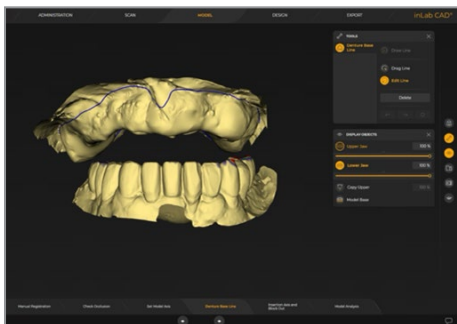 ADMINISTRATION
SCAN
MODEL
DESIGN
EXPORT
inLab CAD
TOOLS
Denture Base
Line
Draw Line
Drag Line
Edit Line
Delete
DISPLAY OBJECTS
Upper Jaw
100 %
Lower Jaw
100 %
Copy Upper
100 %
Model Base
Manual Registration
Check Occlusion
Set Model Axis
Denture Base Line
Insertion Axis and
Block Out
Model Analysis